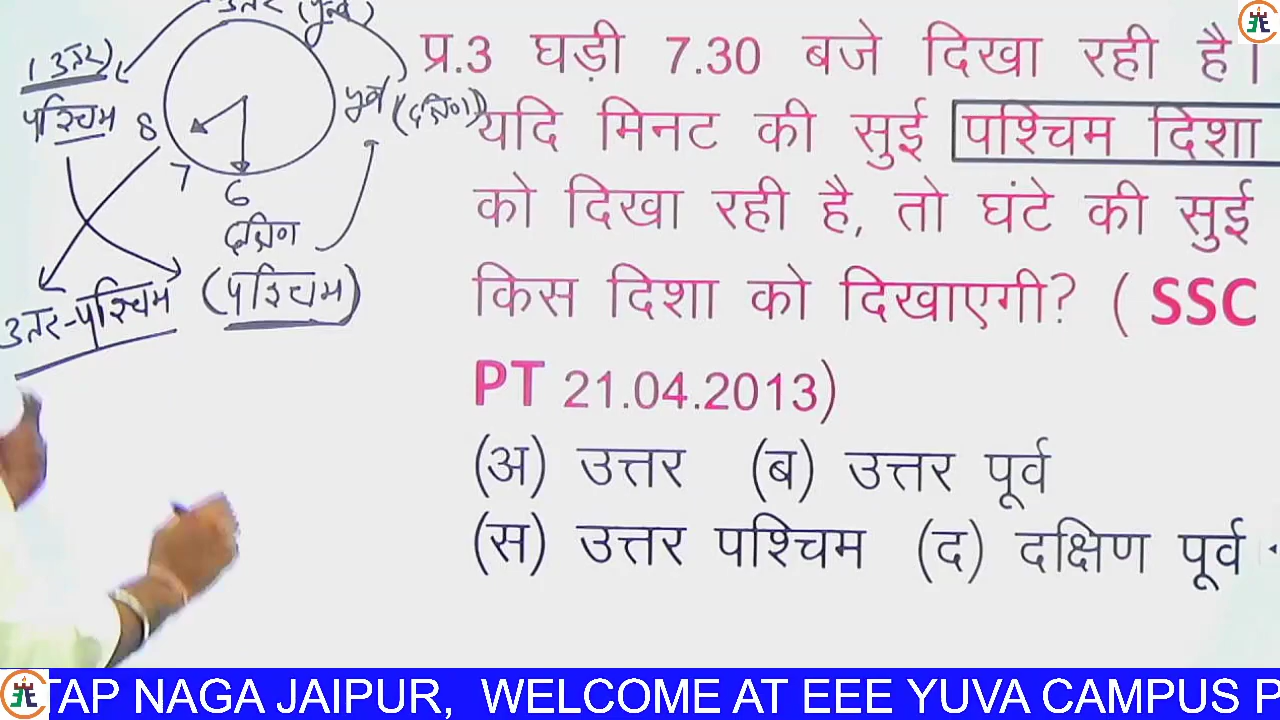 उत्तर (पूर्व)
(उत्तर)
पश्चिम 8
7
6
पूर्व (दक्षिण)
दक्षिण
(पश्चिम)
उत्तर-पश्चिम
प्र.3 घड़ी 7.30 बजे दिखा रही है।
यदि मिनट की सुई पश्चिम दिशा
को दिखा रही है, तो घंटे की सुई
किस दिशा को दिखाएगी? ( SSC
PT 21.04.2013)
(अ) उत्तर (ब) उत्तर पूर्व
(स) उत्तर पश्चिम (द) दक्षिण पूर्व
TAP NAGA JAIPUR, WELCOME AT EEE YUVA CAMPUS P